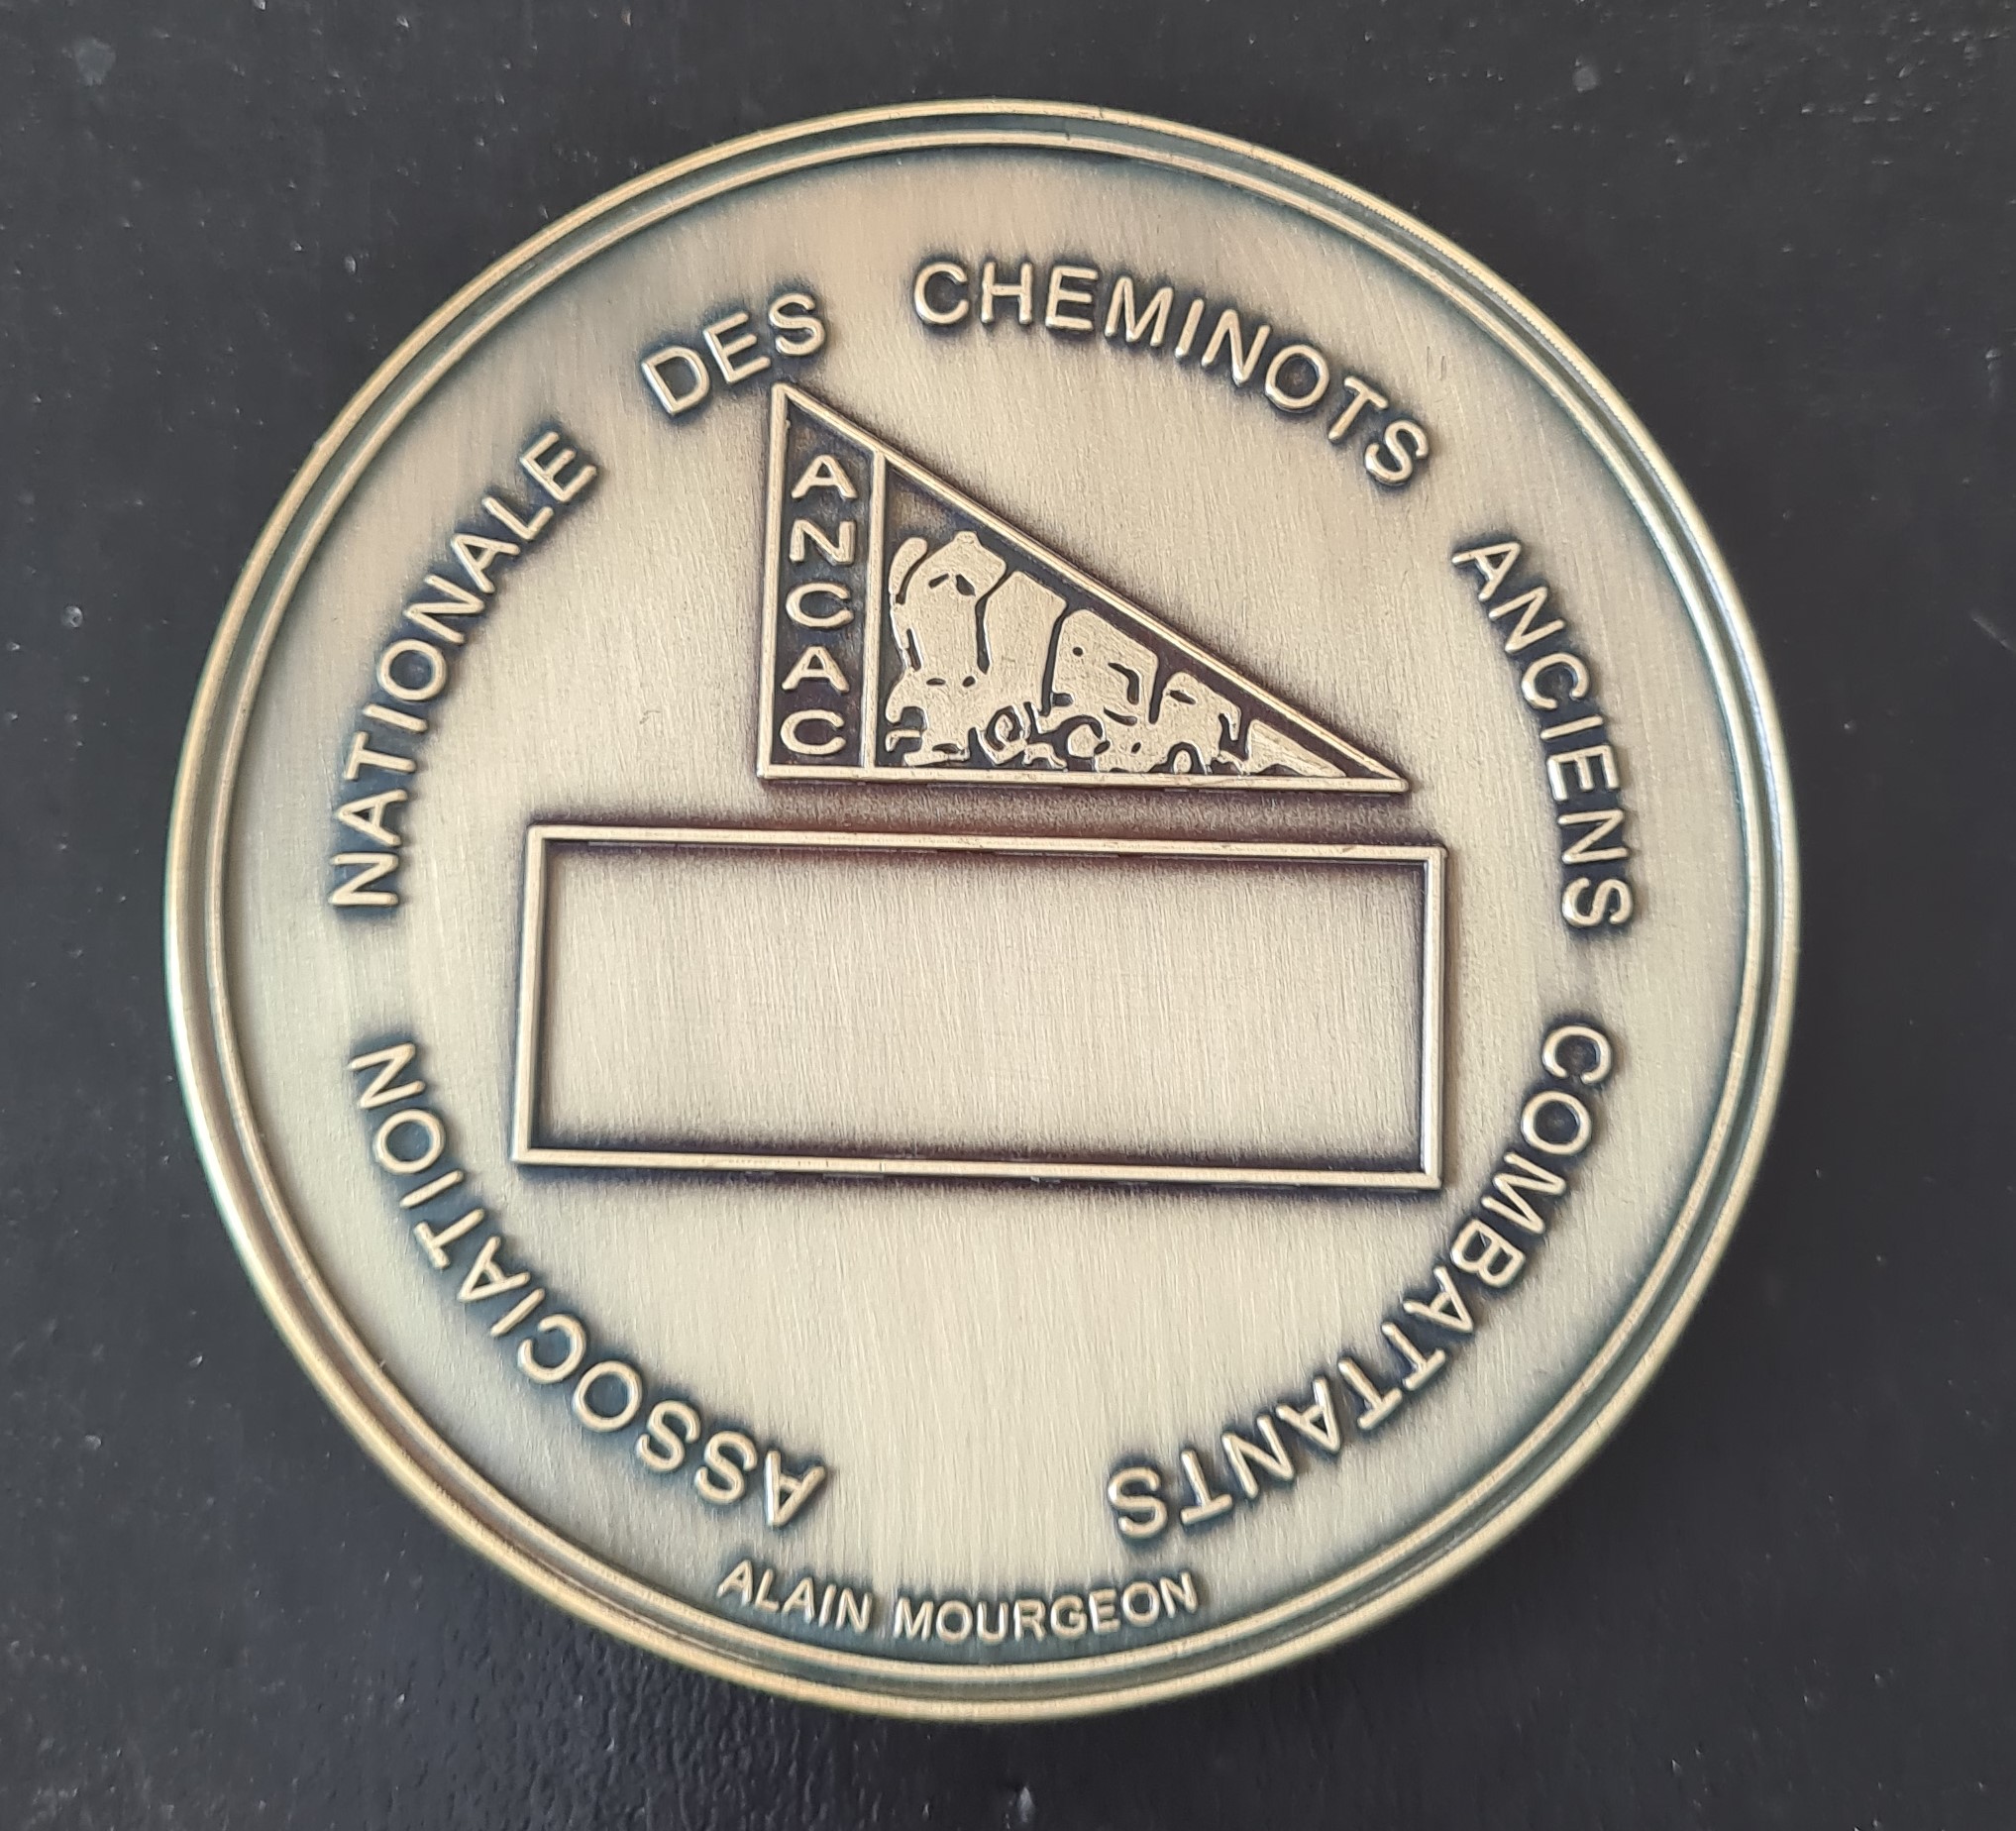 ASSOCIATION NATIONALE DES CHEMINOTS ANCIENS COMBATTANTS
ANCAC
ALAIN MOURGEON